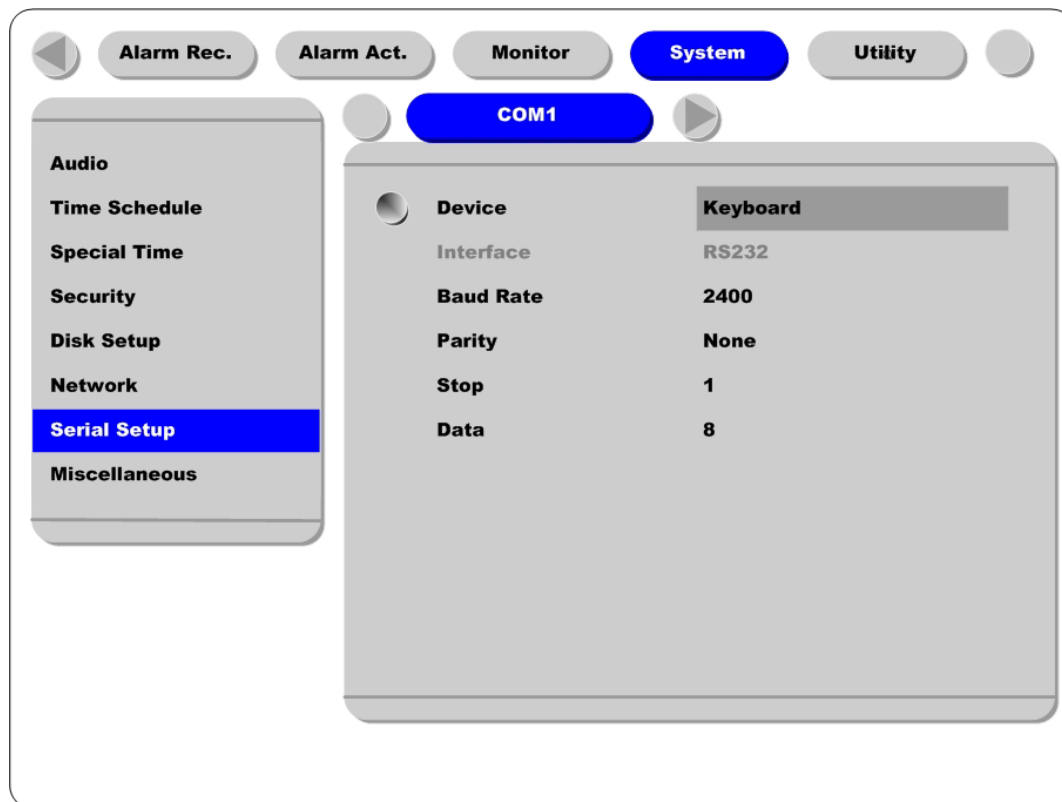 Alarm Rec. Alarm Act. Monitor System Utility
COM1
Audio
Time Schedule
Special Time
Security
Disk Setup
Network
Serial Setup
Miscellaneous
Device Keyboard
Interface RS232
Baud Rate 2400
Parity None
Stop 1
Data 8